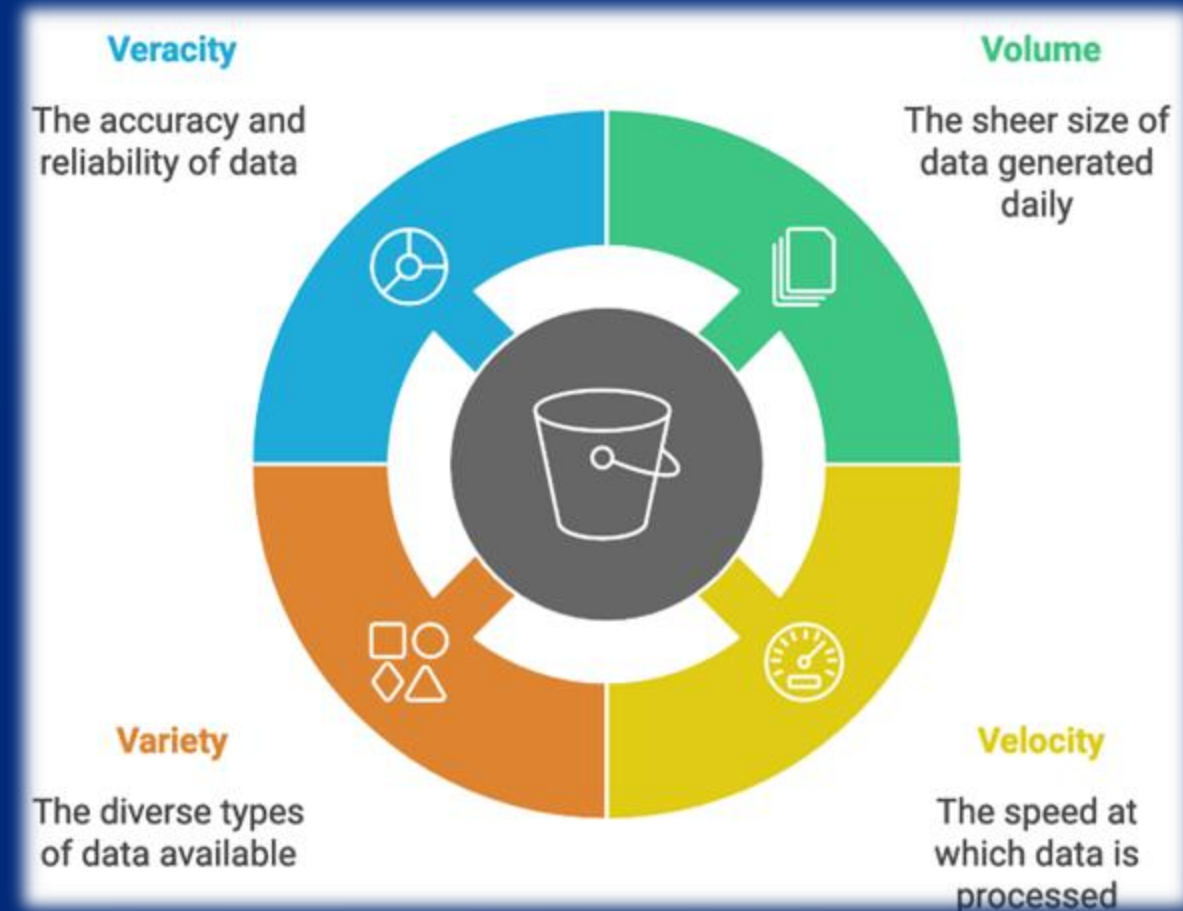 Veracity
The accuracy and
reliability of data
Volume
The sheer size of
data generated
daily
Variety
The diverse types
of data available
Velocity
The speed at
which data is
processed